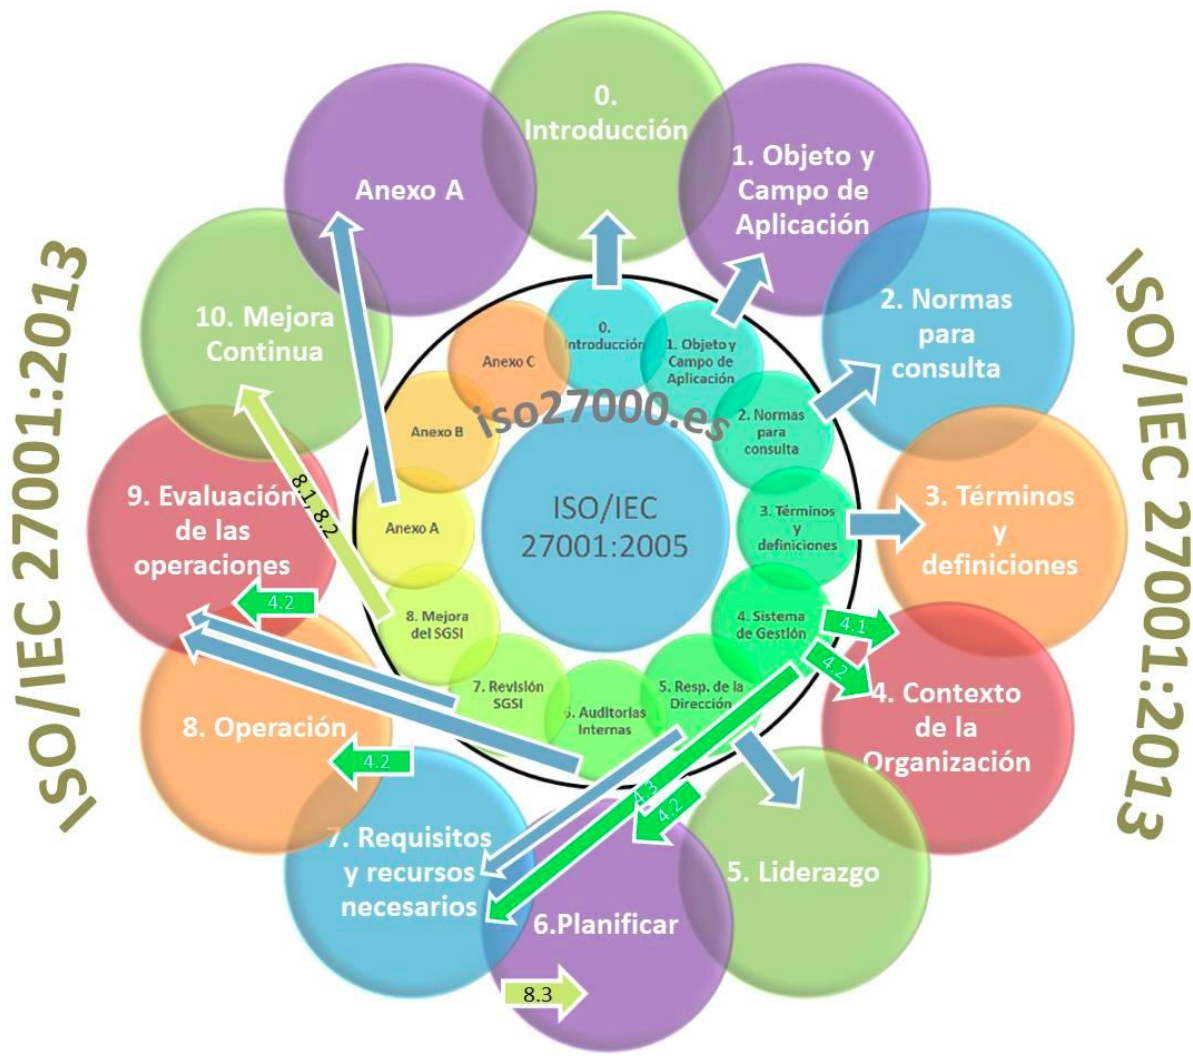 0.
Introducción
1. Objeto y
Campo de
Aplicación
2. Normas
para
consulta
3. Términos
y
definiciones
4. Contexto
de la
Organización
5. Liderazgo
6.Planificar
7. Requisitos
y recursos
necesarios
8. Operación
9. Evaluación
de las
operaciones
10. Mejora
Continua
Anexo A
ISO/IEC 27001:2013
ISO/IEC 27001:2013
0.
Introducción
1. Objeto y
Campo de
Aplicación
2. Normas
para
consulta
3. Términos
y
definiciones
4. Sistema
de Gestión
5. Resp. de la
Dirección
6. Auditorías
Internas
7. Revisión
SGSI
8. Mejora
del SGSI
Anexo A
Anexo B
Anexo C
iso27000.es
ISO/IEC
27001:2005
8.1, 8.2
4.2
4.1
4.2
4.2
4.3
4.2
8.3